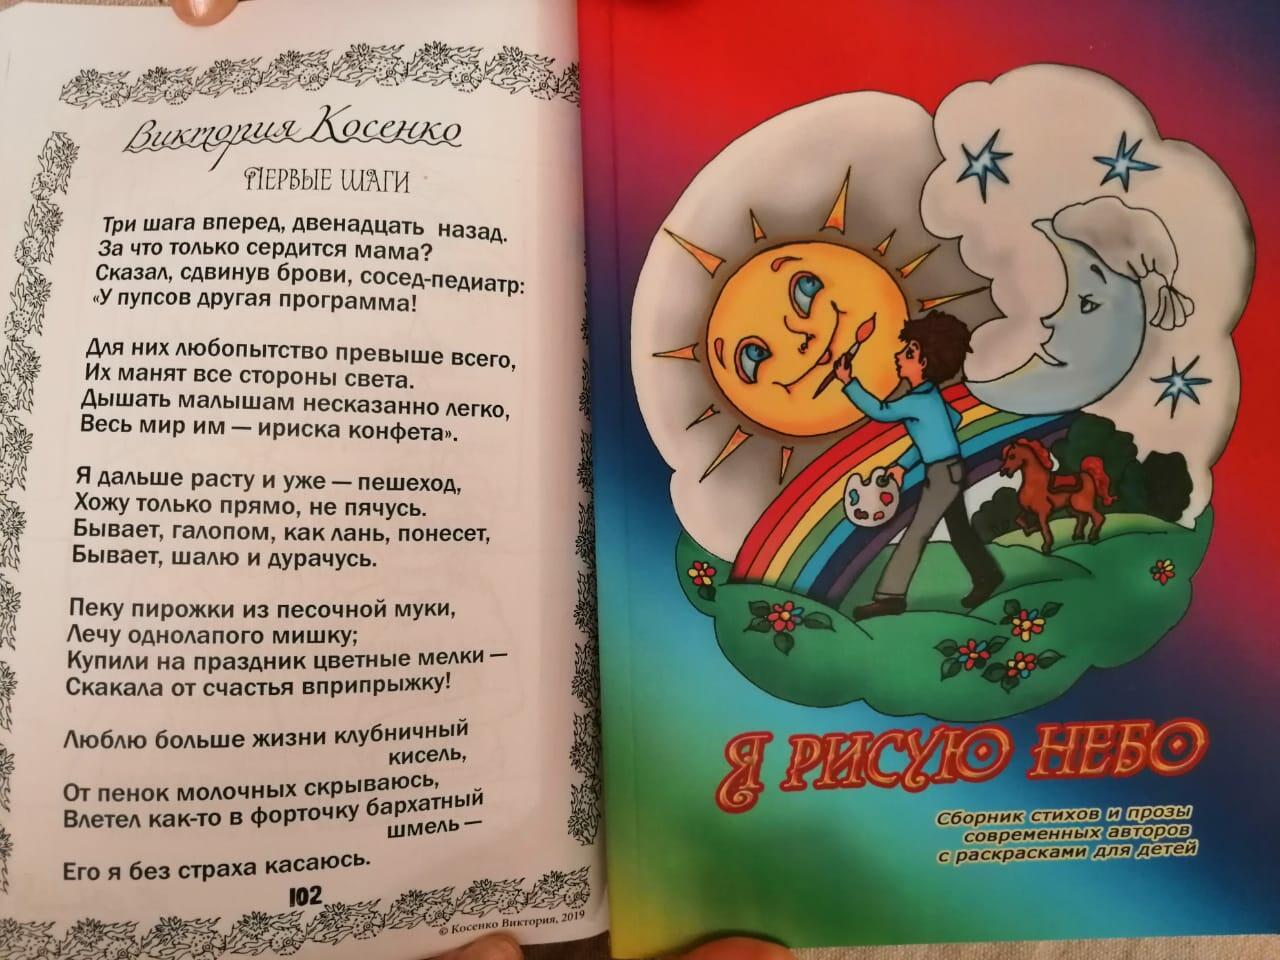 Виктория Косенко
ПЕРВЫЕ ШАГИ
Три шага вперед, двенадцать назад.
За что только сердится мама?
Сказал, сдвинув брови, сосед-педиатр:
«У пупсов другая программа!
Для них любопытство превыше всего,
Их манят все стороны света.
Дышать малышам несказанно легко,
Весь мир им — ириска конфета».
Я дальше расту и уже — пешеход,
Хожу только прямо, не пячусь.
Бывает, галопом, как лань, понесет,
Бывает, шалю и дурачусь.
Пеку пирожки из песочной муки,
Лечу однолапого мишку;
Купили на праздник цветные мелки —
Скакала от счастья вприпрыжку!
Люблю больше жизни клубничный
кисель,
От пенок молочных скрываюсь,
Влетел как-то в форточку бархатный
шмель —
Его я без страха касаюсь.
102
© Косенко Виктория, 2019
Я РИСУЮ НЕБО
Сборник стихов и прозы
современных авторов
с раскрасками для детей